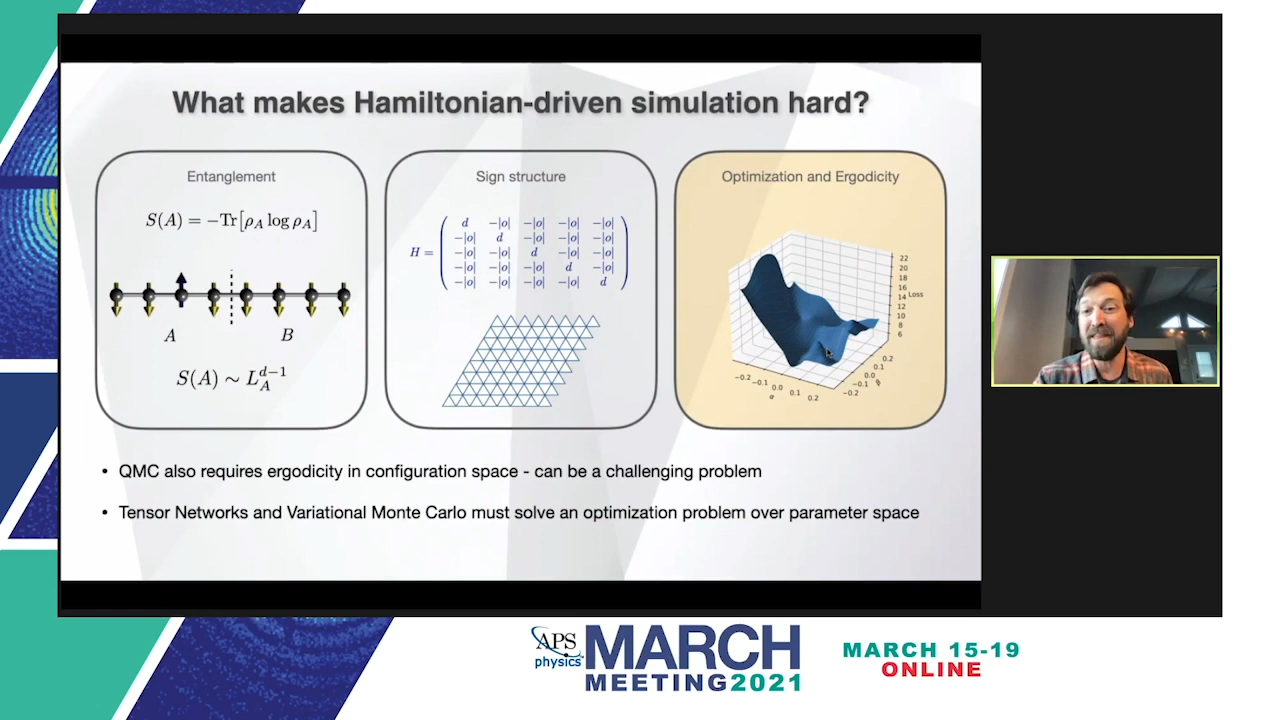 What makes Hamiltonian-driven simulation hard?
Entanglement
S(A) = −Tr[ρ_A log ρ_A]
A
B
S(A) ∼ L_A^{d−1}
Sign structure
H =
d −|o| −|o| −|o| −|o|
−|o| d −|o| −|o| −|o|
−|o| −|o| d −|o| −|o|
−|o| −|o| −|o| d −|o|
−|o| −|o| −|o| −|o| d
Optimization and Ergodicity
22
20
18
16
14 Loss
12
10
8
6
−0.2 −0.1 0.0 0.1 0.2
α
0.2
0.1
0.0
−0.1
−0.2
β
• QMC also requires ergodicity in configuration space - can be a challenging problem
• Tensor Networks and Variational Monte Carlo must solve an optimization problem over parameter space
APS
physics
MARCH
MEETING2021
MARCH 15-19
ONLINE